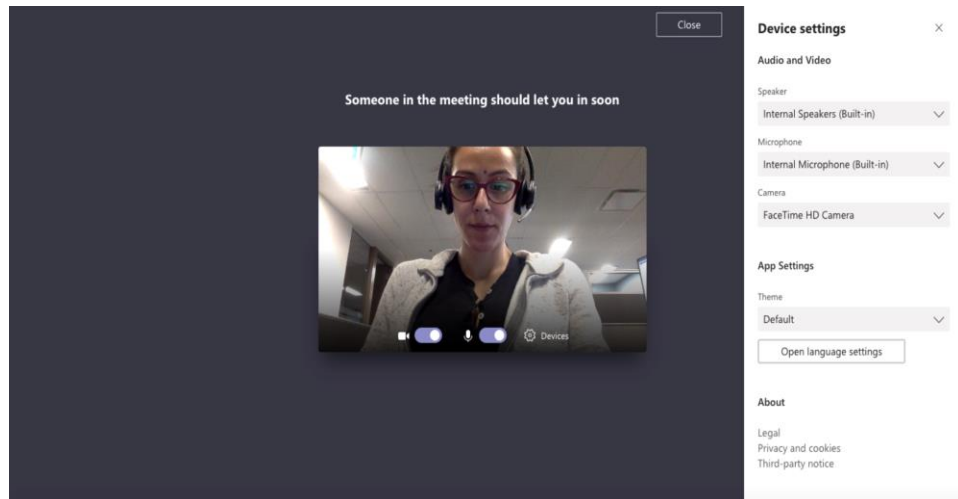 Close
Someone in the meeting should let you in soon
Devices
Device settings
Audio and Video
Speaker
Internal Speakers (Built-in)
Microphone
Internal Microphone (Built-in)
Camera
FaceTime HD Camera
App Settings
Theme
Default
Open language settings
About
Legal
Privacy and cookies
Third-party notice